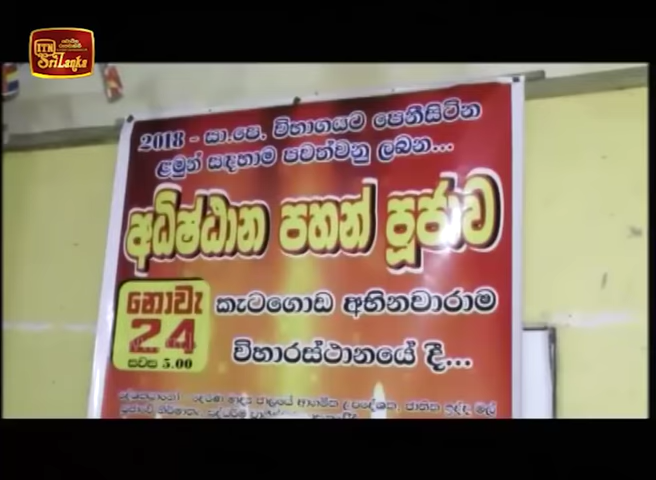 ITN
Sri Lanka
2018 - සා.පෙ. විභාගයට පෙනීසිටින
ළමුන් සඳහාම පවත්වනු ලබන...
අධිෂ්ඨාන පහන් පූජාව
නොවැ
24
සවස 5.00
කැටගොඩ අභිනවාරාම
විහාරස්ථානයේ දී...